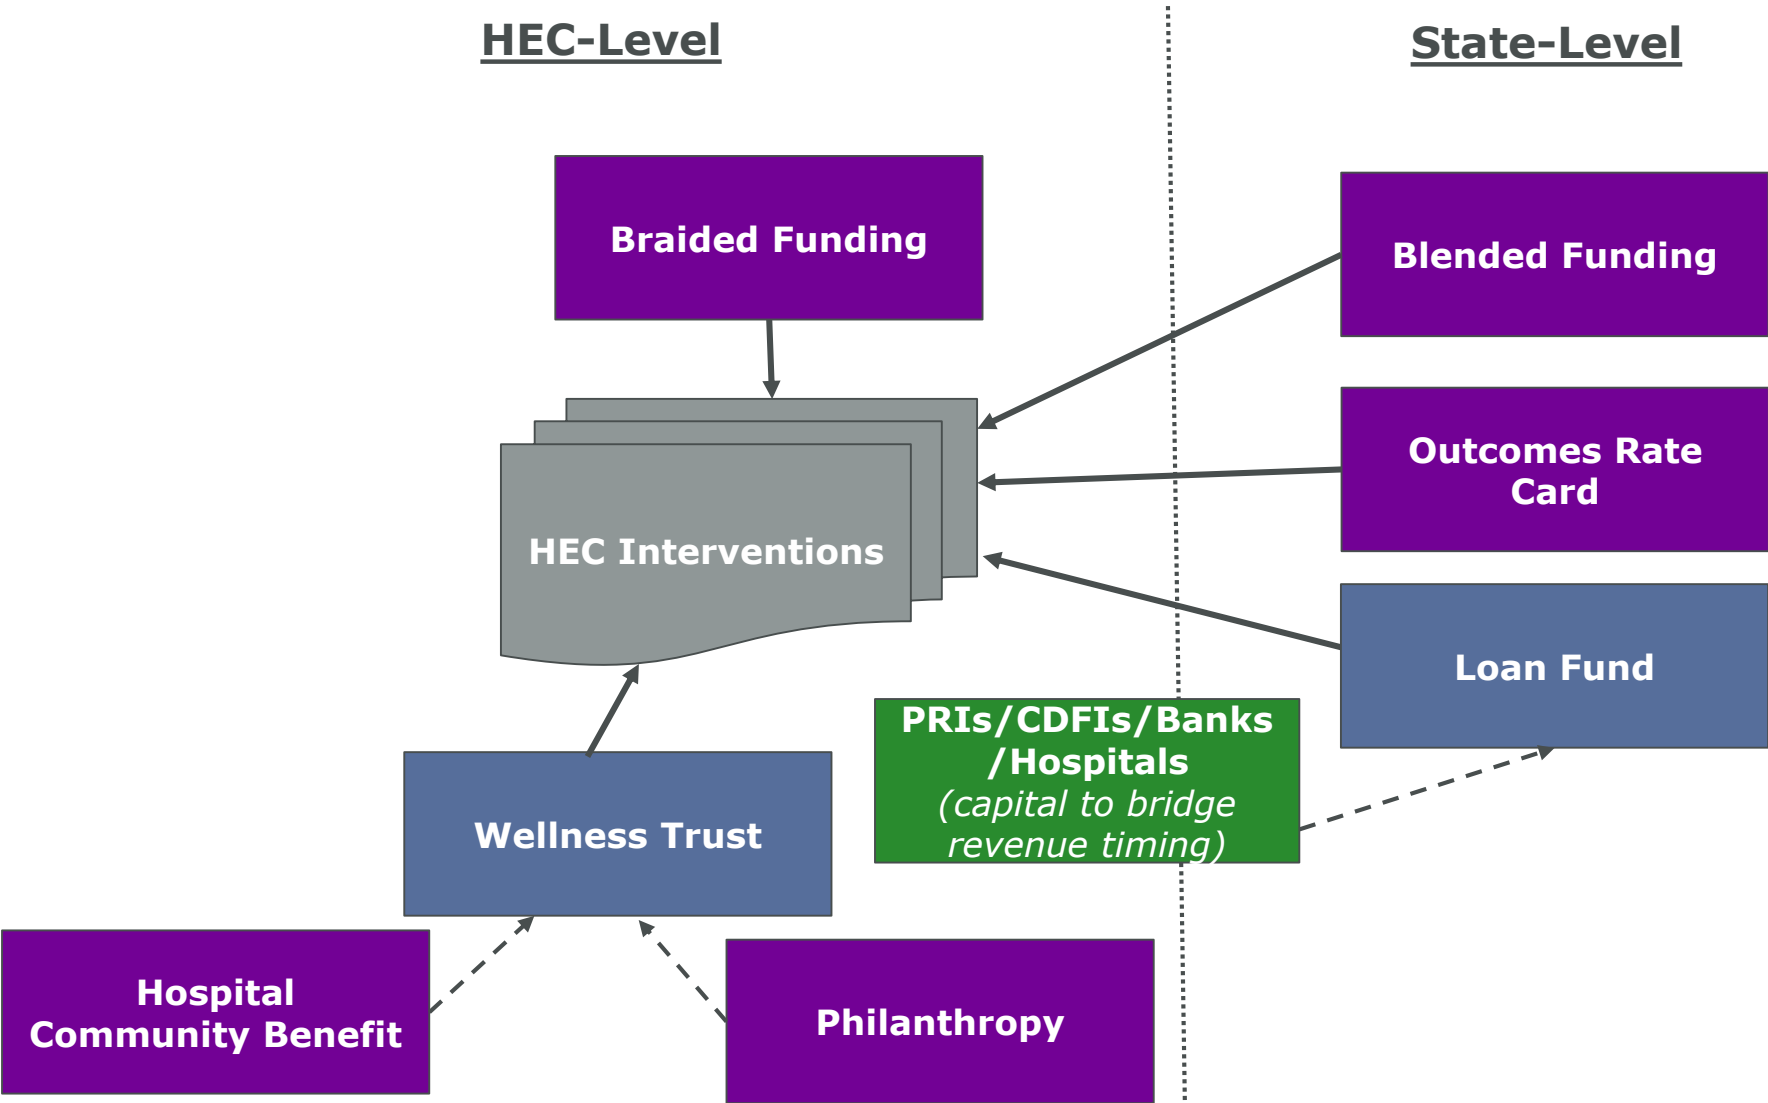 HEC-Level
State-Level
Braided Funding
Blended Funding
Outcomes Rate
Card
HEC Interventions
Loan Fund
PRIs/CDFIs/Banks
/Hospitals
(capital to bridge
revenue timing)
Wellness Trust
Hospital
Community Benefit
Philanthropy